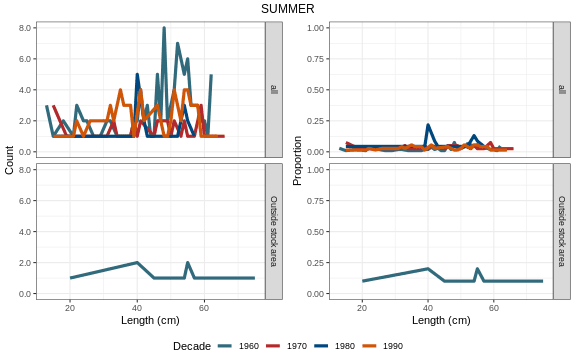 SUMMER
Count
8.0
6.0
4.0
2.0
0.0
all
8.0
6.0
4.0
2.0
0.0
Outside stock area
20 40 60
Length (cm)
Proportion
1.00
0.75
0.50
0.25
0.00
all
1.00
0.75
0.50
0.25
0.00
Outside stock area
20 40 60
Length (cm)
Decade 1960 1970 1980 1990